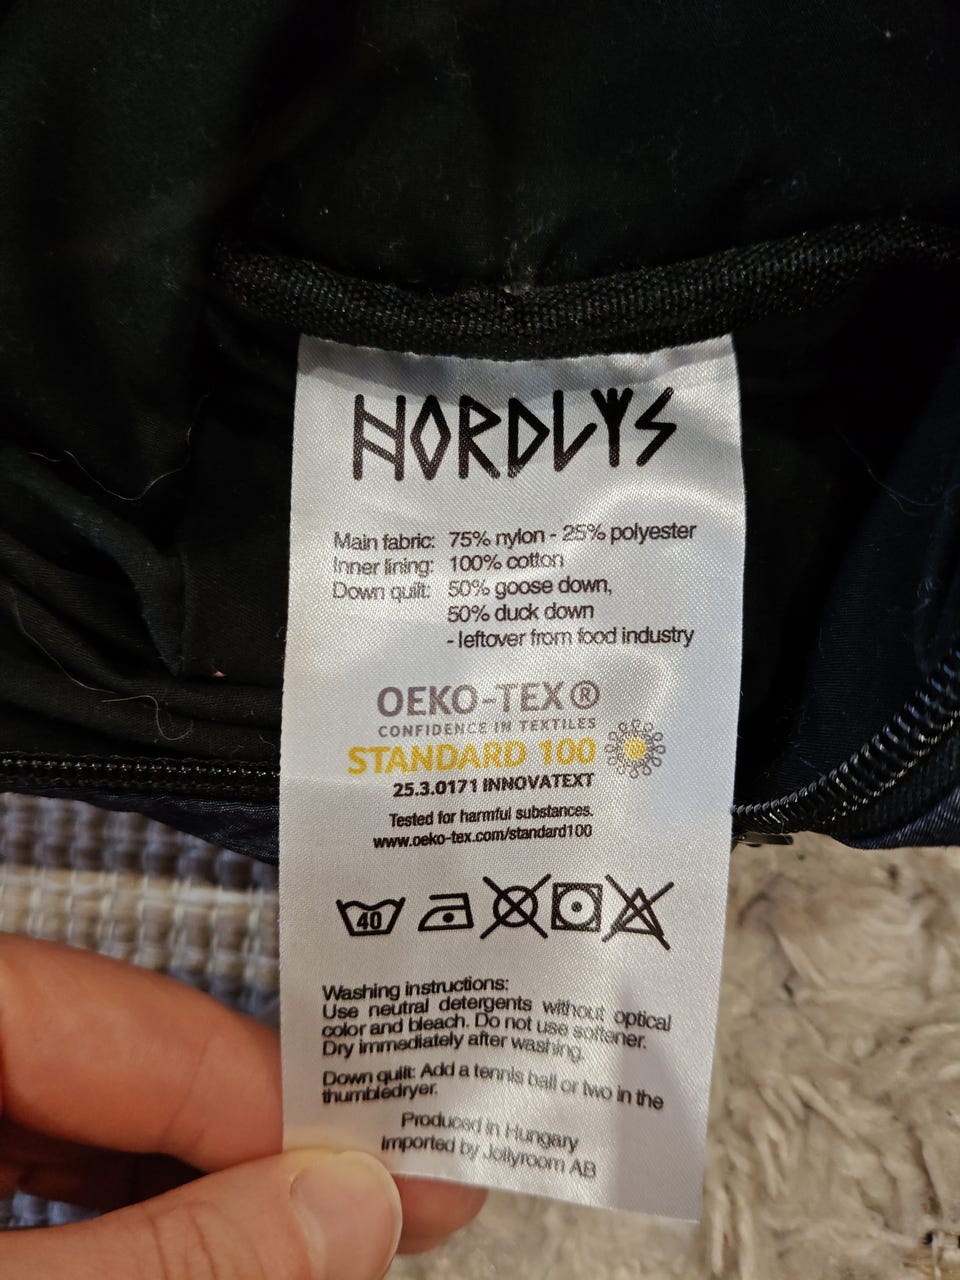 NORDLYS
Main fabric: 75% nylon - 25% polyester
Inner lining: 100% cotton
Down quilt: 50% goose down,
50% duck down
- leftover from food industry
OEKO-TEX®
CONFIDENCE IN TEXTILES
STANDARD 100
25.3.0171 INNOVATEXT
Tested for harmful substances.
www.oeko-tex.com/standard100
40
Washing instructions:
Use neutral detergents without optical
color and bleach. Do not use softener.
Dry immediately after washing.
Down quilt: Add a tennis ball or two in the
thumbledryer.
Produced in Hungary
Imported by Jollyroom AB